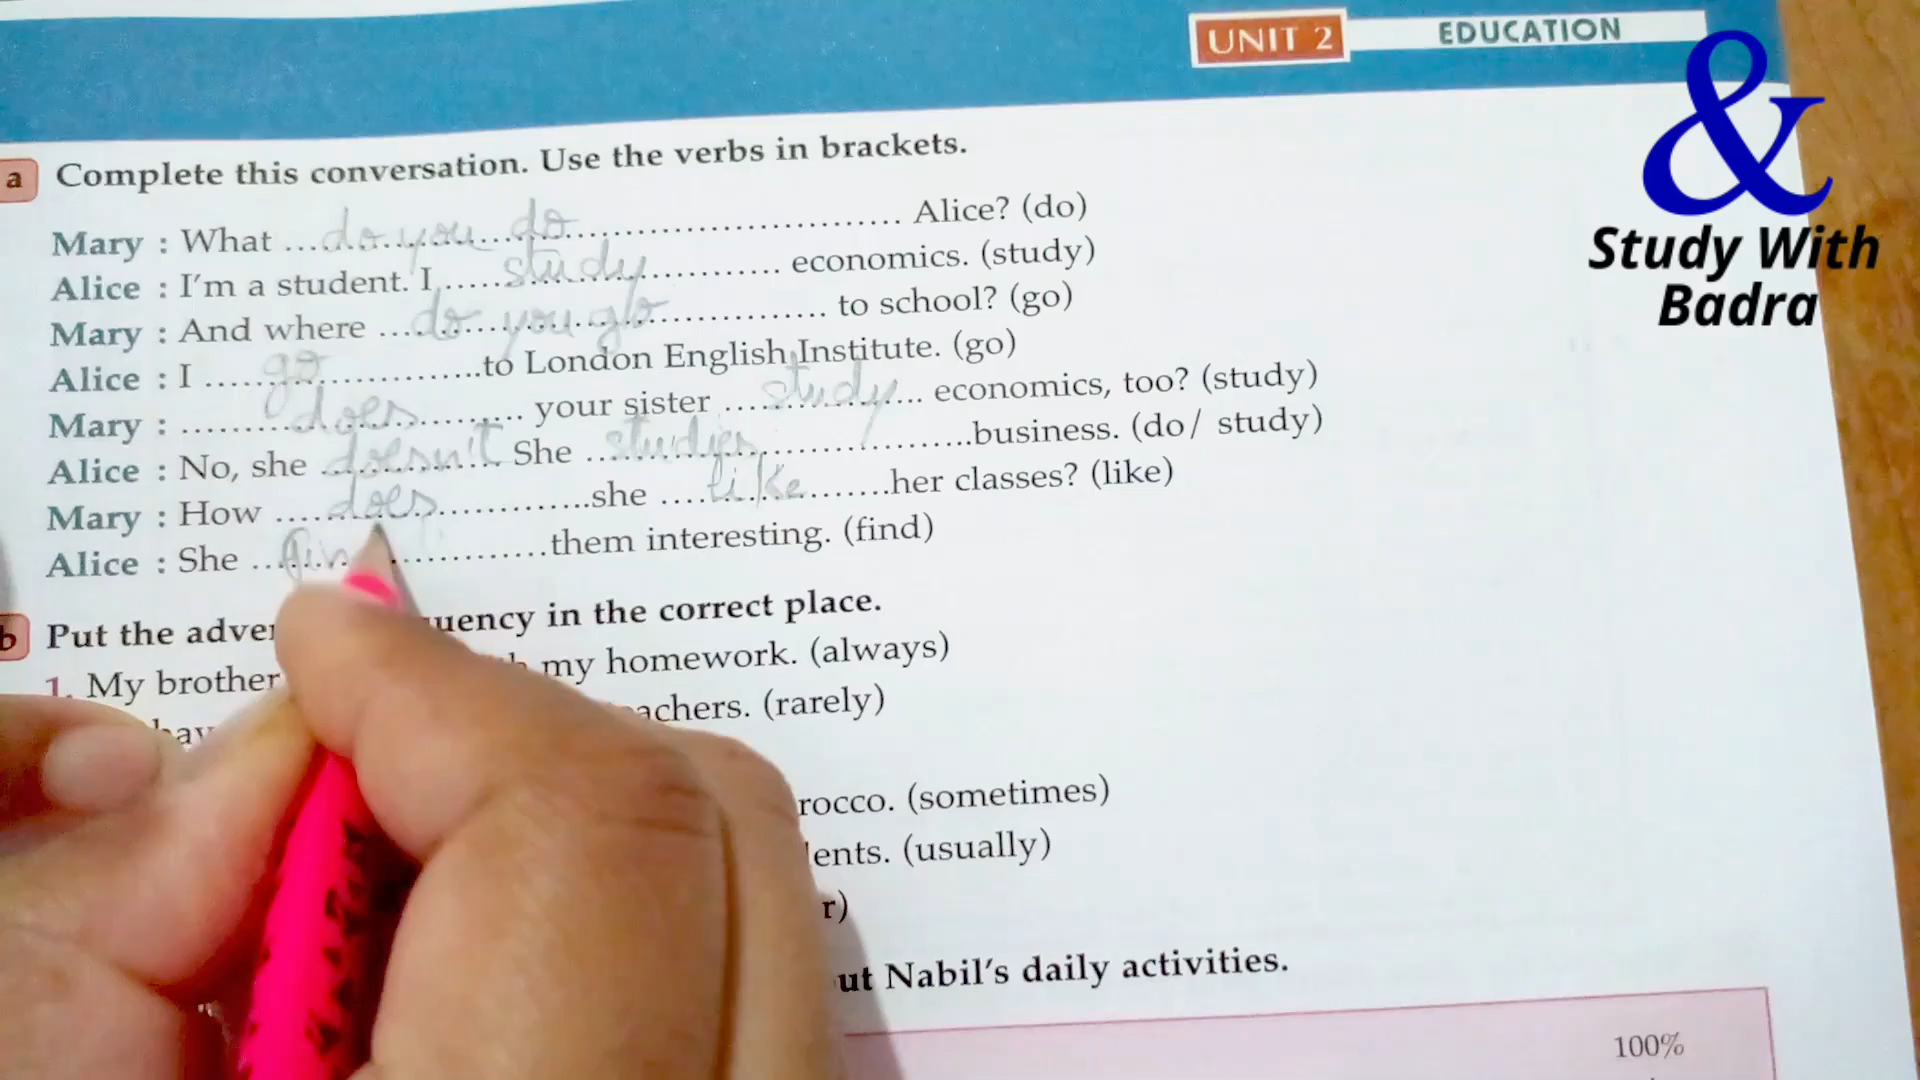 UNIT 2 EDUCATION
&
Study With
Badra
a Complete this conversation. Use the verbs in brackets.
Mary : What ... do you do ... Alice? (do)
Alice : I'm a student. I ... study ... economics. (study)
Mary : And where ... do you go ... to school? (go)
Alice : I ... go ... to London English Institute. (go)
Mary : ... does ... your sister ... study ... economics, too? (study)
Alice : No, she ... doesn't ... She ... studies ... business. (do/ study)
Mary : How ... does ... she ... like ... her classes? (like)
Alice : She ... fin ... them interesting. (find)
b Put the adver uency in the correct place.
1. My brother my homework. (always)
achers. (rarely)
rocco. (sometimes)
ents. (usually)
r)
ut Nabil's daily activities.
100%